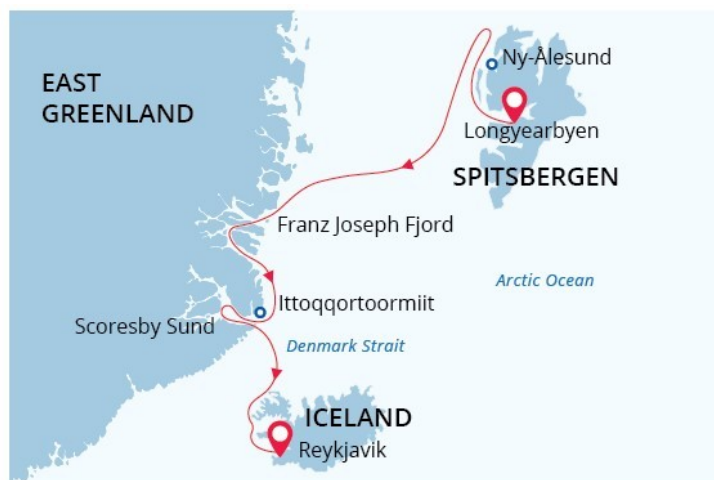 EAST
GREENLAND
Ny-Ålesund
Longyearbyen
SPITSBERGEN
Franz Joseph Fjord
Arctic Ocean
Ittoqqortoormiit
Scoresby Sund
Denmark Strait
ICELAND
Reykjavik